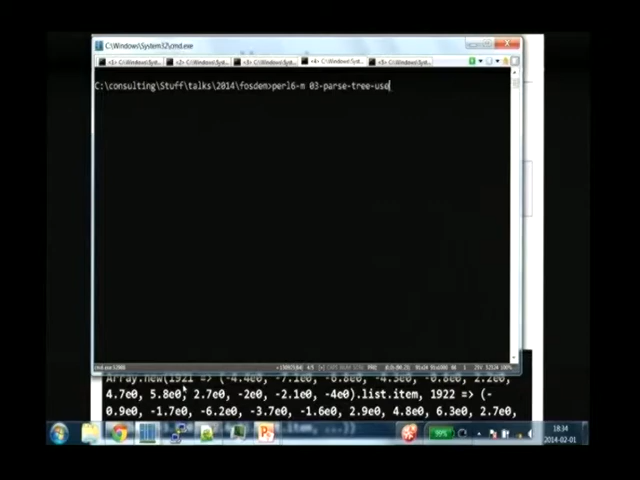 C:\Windows\System32\cmd.exe
C:\consulting\Stuff\talks\2014\fosdem>perl6-m 03-parse-tree-use
Array.new(1921 => (-4.4e0, -7.1e0, -6.8e0, -4.3e0, -0.8e0, 2.2e0,
4.7e0, 5.8e0, 2.7e0, -2e0, -2.1e0, -4e0).list.item, 1922 => (-
0.9e0, -1.7e0, -6.2e0, -3.7e0, -1.6e0, 2.9e0, 4.8e0, 6.3e0, 2.7e0,
99%
18:34
2014-02-01